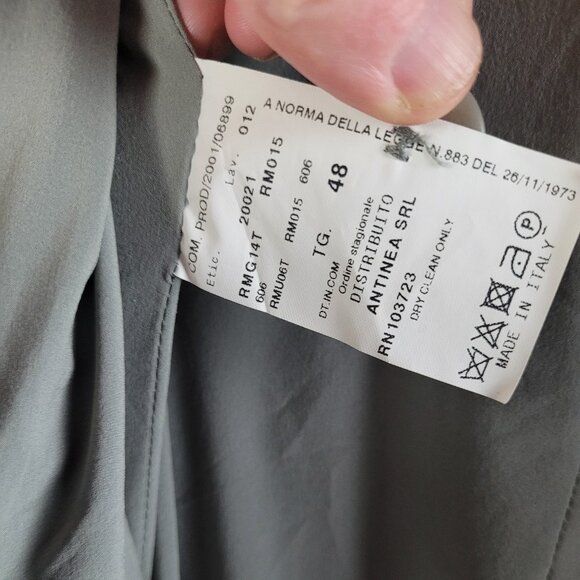 A NORMA DELLA LEGGE N.883 DEL 26/11/1973
COM. PROD/2001/06899
Etic. Lav. 012
RMG14T 20021 RM015
606
RMU06T RM015 606
TG. 48
DT.IN.COM
Ordine stagionale
DISTRIBUITO
ANTINEA SRL
RN103723
DRY CLEAN ONLY
P
MADE IN ITALY